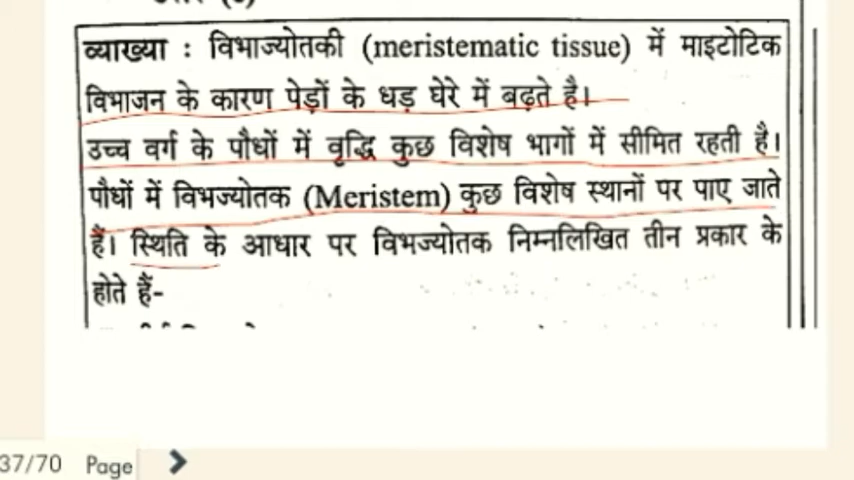 व्याख्या : विभाज्योतकी (meristematic tissue) में माइटोटिक
विभाजन के कारण पेड़ों के धड़ घेरे में बढ़ते है।
उच्च वर्ग के पौधों में वृद्धि कुछ विशेष भागों में सीमित रहती है।
पौधों में विभज्योतक (Meristem) कुछ विशेष स्थानों पर पाए जाते
हैं। स्थिति के आधार पर विभज्योतक निम्नलिखित तीन प्रकार के
होते हैं-
37/70 Page